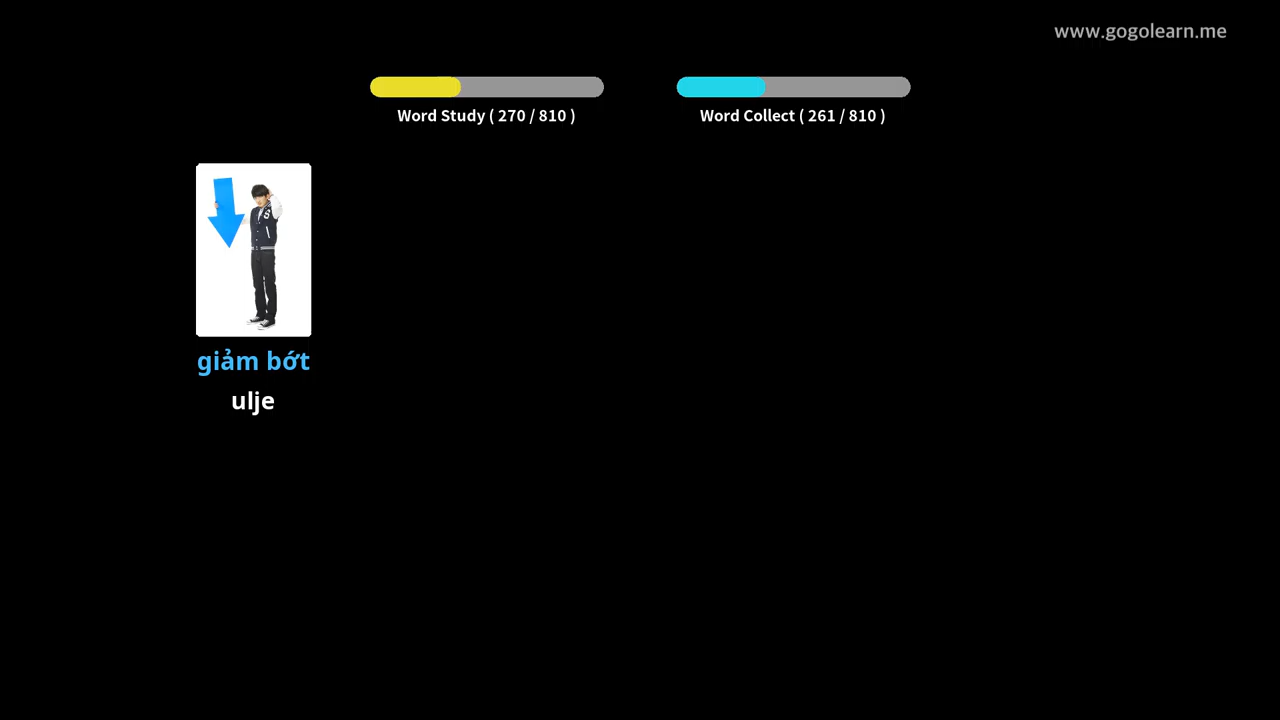 www.gogolearn.me
Word Study ( 270 / 810 )
Word Collect ( 261 / 810 )
S
giảm bớt
ulje